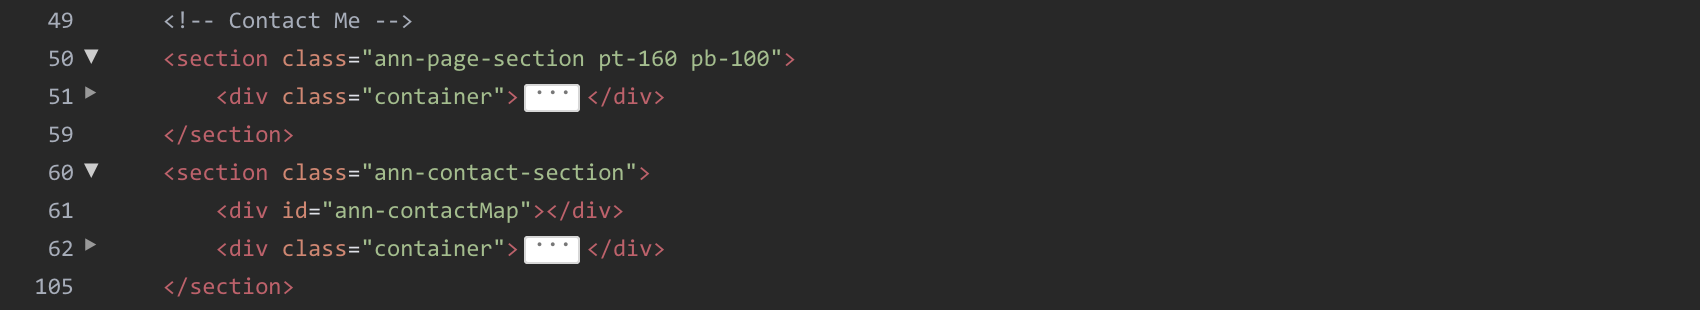 49 <!-- Contact Me -->
50 ▼ <section class="ann-page-section pt-160 pb-100">
51 ▶ <div class="container"> ··· </div>
59 </section>
60 ▼ <section class="ann-contact-section">
61 <div id="ann-contactMap"></div>
62 ▶ <div class="container"> ··· </div>
105 </section>